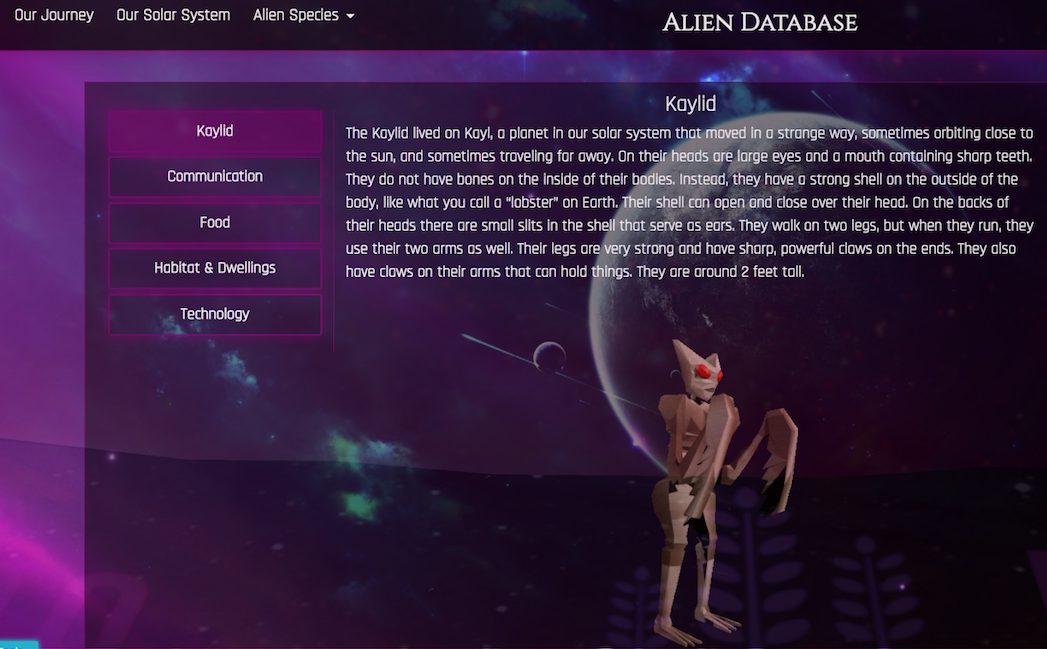 Our Journey Our Solar System Alien Species
Alien Database
Kaylid
Communication
Food
Habitat & Dwellings
Technology
Kaylid
The Kaylid lived on Kayl, a planet in our solar system that moved in a strange way, sometimes orbiting close to
the sun, and sometimes traveling far away. On their heads are large eyes and a mouth containing sharp teeth.
They do not have bones on the inside of their bodies. Instead, they have a strong shell on the outside of the
body, like what you call a "lobster" on Earth. Their shell can open and close over their head. On the backs of
their heads there are small slits in the shell that serve as ears. They walk on two legs, but when they run, they
use their two arms as well. Their legs are very strong and have sharp, powerful claws on the ends. They also
have claws on their arms that can hold things. They are around 2 feet tall.